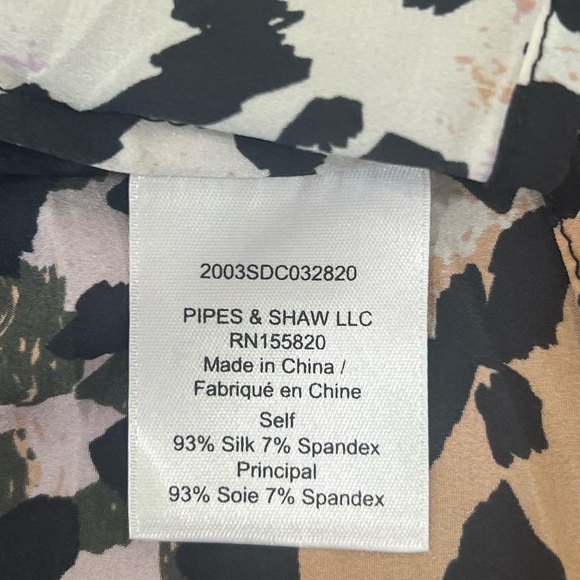 2003SDC032820
PIPES & SHAW LLC
RN155820
Made in China /
Fabriqué en Chine
Self
93% Silk 7% Spandex
Principal
93% Soie 7% Spandex